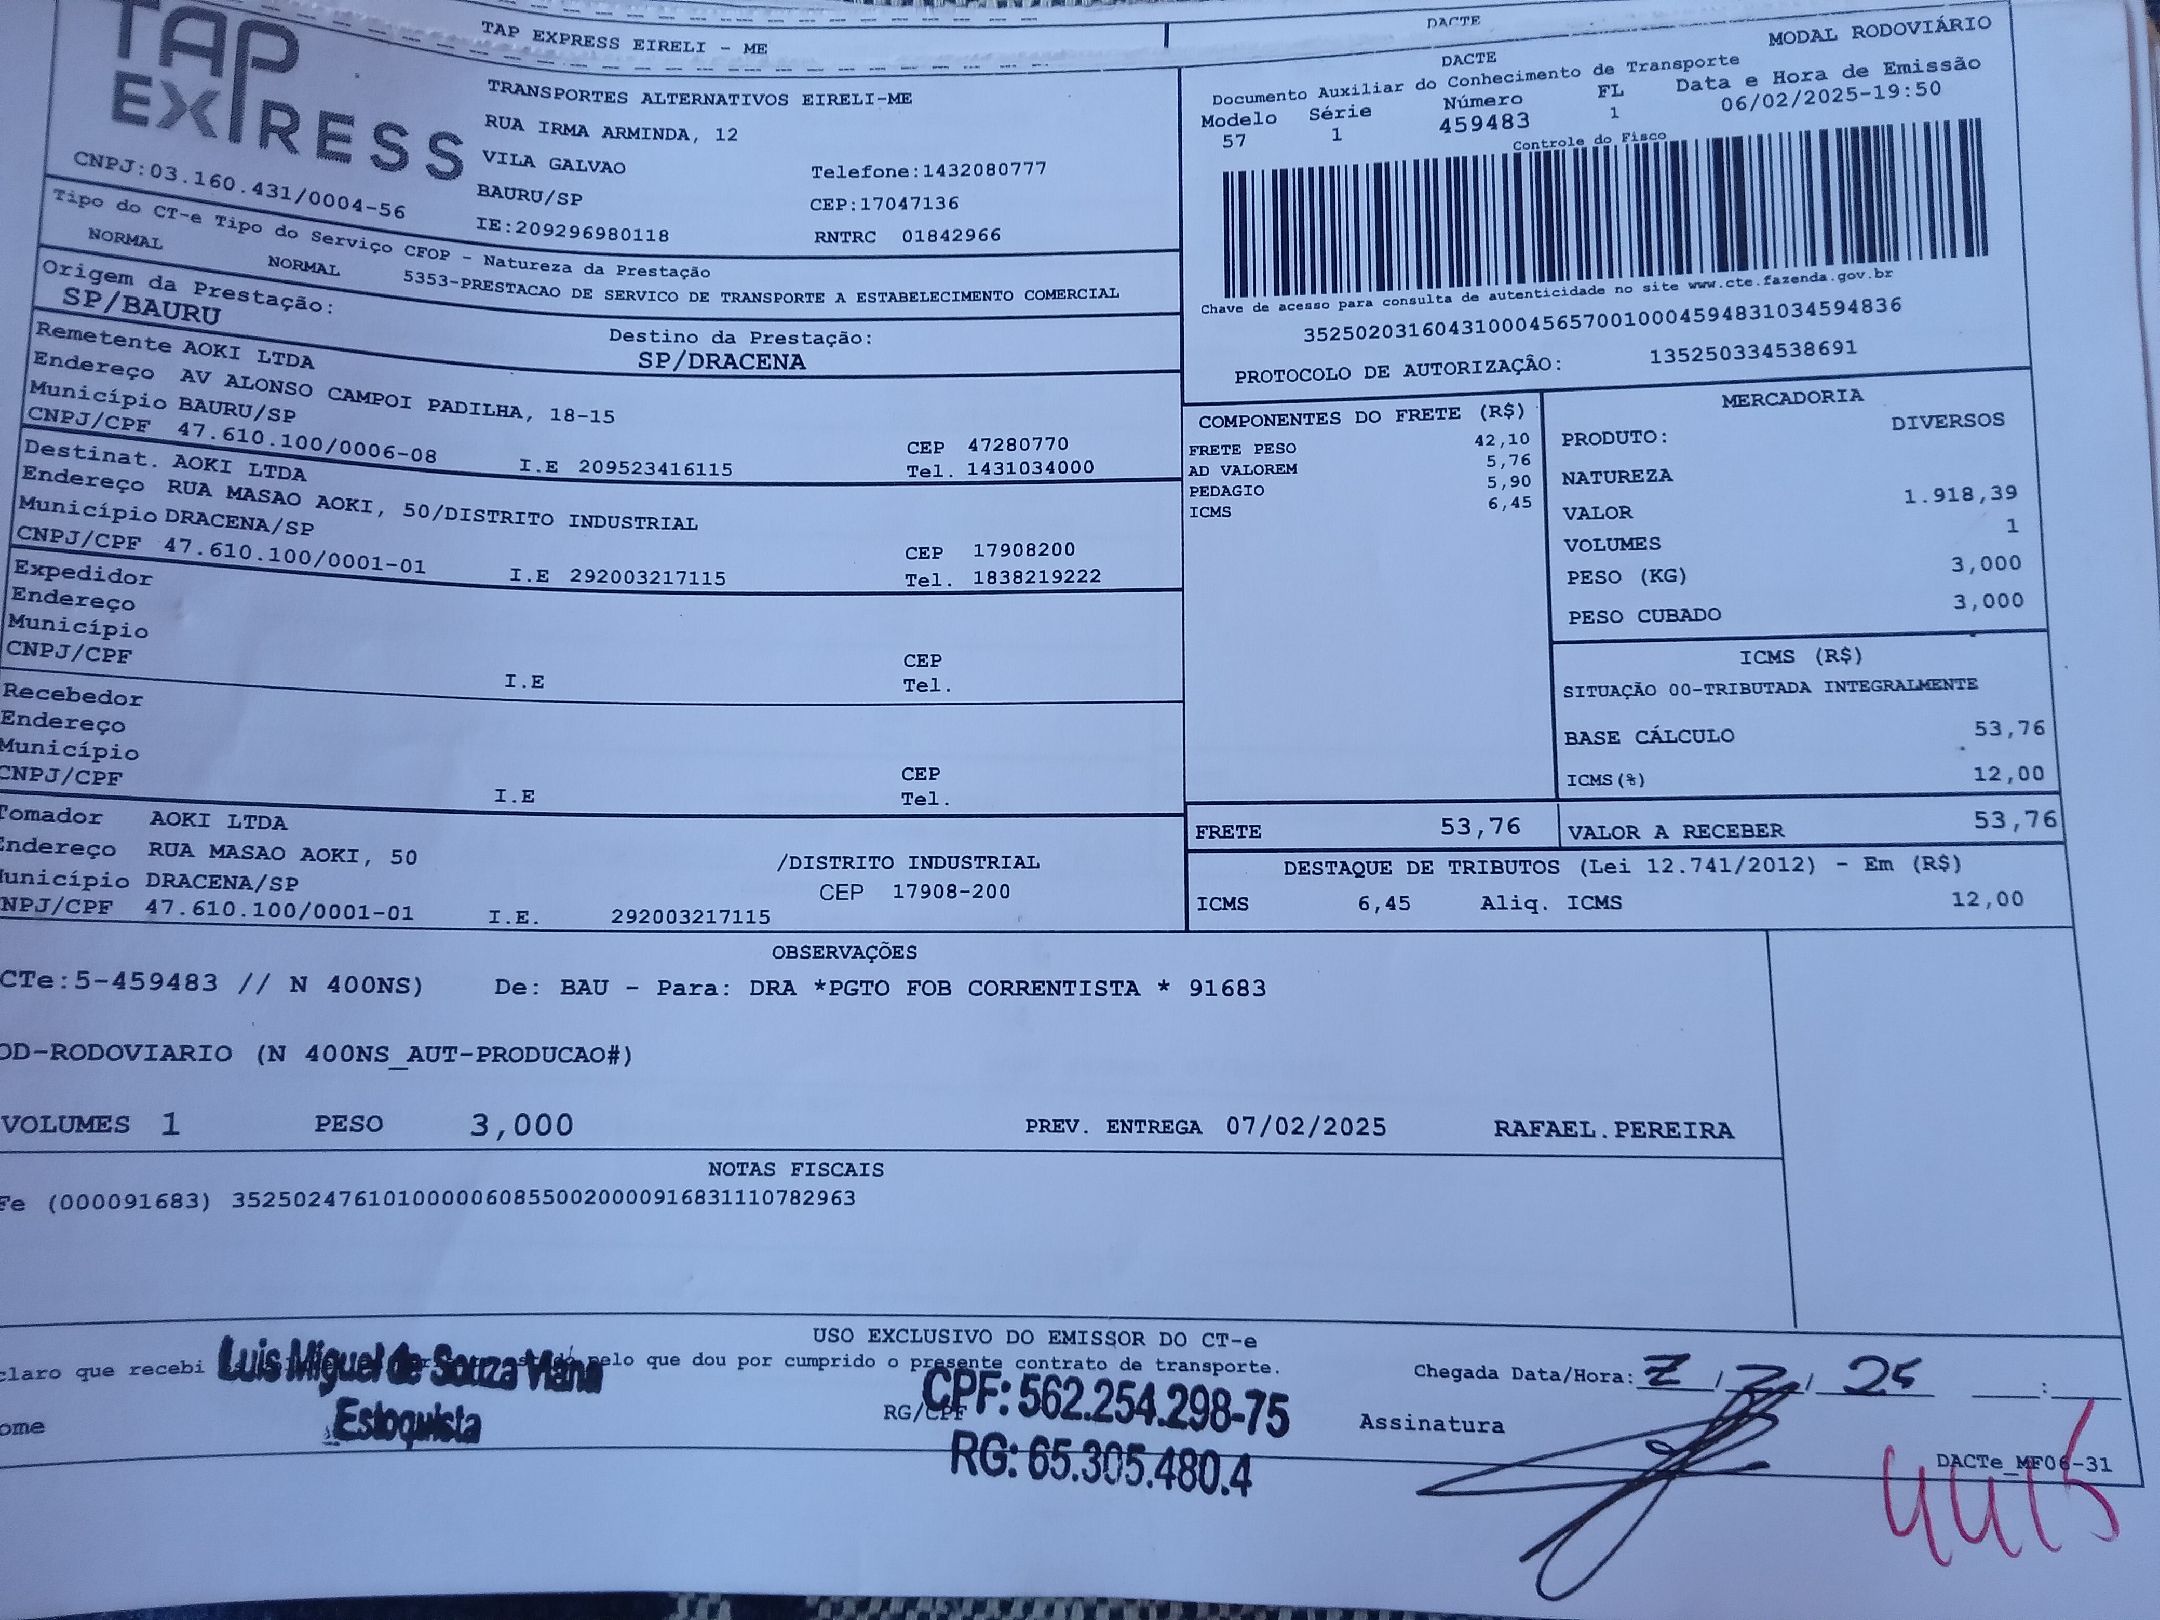 TAP EXPRESS EIRELI - ME
DACTE
TAP
EXPRESS
CNPJ:03.160.431/0004-56
TRANSPORTES ALTERNATIVOS EIRELI-ME
RUA IRMA ARMINDA, 12
VILA GALVAO
Telefone:1432080777
BAURU/SP
CEP:17047136
IE:209296980118
RNTRC 01842966
DACTE
MODAL RODOVIÁRIO
Documento Auxiliar do Conhecimento de Transporte
Modelo Série Número FL Data e Hora de Emissão
57 1 459483 1 06/02/2025-19:50
Controle do Fisco
Chave de acesso para consulta de autenticidade no site www.cte.fazenda.gov.br
35250203160431000456570010004594831034594836
PROTOCOLO DE AUTORIZAÇÃO: 135250334538691
Tipo do CT-e Tipo do Serviço CFOP - Natureza da Prestação
NORMAL NORMAL 5353-PRESTACAO DE SERVICO DE TRANSPORTE A ESTABELECIMENTO COMERCIAL
Origem da Prestação:
SP/BAURU
Destino da Prestação:
SP/DRACENA
Remetente AOKI LTDA
Endereço AV ALONSO CAMPOI PADILHA, 18-15
Município BAURU/SP
CEP 47280770
CNPJ/CPF 47.610.100/0006-08 I.E 209523416115 Tel. 1431034000
Destinat. AOKI LTDA
Endereço RUA MASAO AOKI, 50/DISTRITO INDUSTRIAL
Município DRACENA/SP
CEP 17908200
CNPJ/CPF 47.610.100/0001-01 I.E 292003217115 Tel. 1838219222
Expedidor
Endereço
Município
CEP
CNPJ/CPF I.E Tel.
Recebedor
Endereço
Município
CEP
CNPJ/CPF I.E Tel.
Tomador AOKI LTDA
Endereço RUA MASAO AOKI, 50 /DISTRITO INDUSTRIAL
Município DRACENA/SP CEP 17908-200
CNPJ/CPF 47.610.100/0001-01 I.E. 292003217115
COMPONENTES DO FRETE (R$)
FRETE PESO 42,10
AD VALOREM 5,76
PEDAGIO 5,90
ICMS 6,45
MERCADORIA
PRODUTO: DIVERSOS
NATUREZA
VALOR 1.918,39
VOLUMES 1
PESO (KG) 3,000
PESO CUBADO 3,000
ICMS (R$)
SITUAÇÃO 00-TRIBUTADA INTEGRALMENTE
BASE CÁLCULO 53,76
ICMS(%) 12,00
FRETE 53,76 VALOR A RECEBER 53,76
DESTAQUE DE TRIBUTOS (Lei 12.741/2012) - Em (R$)
ICMS 6,45 Aliq. ICMS 12,00
OBSERVAÇÕES
CTe:5-459483 // N 400NS) De: BAU - Para: DRA *PGTO FOB CORRENTISTA * 91683
OD-RODOVIARIO (N 400NS_AUT-PRODUCAO#)
VOLUMES 1 PESO 3,000 PREV. ENTREGA 07/02/2025 RAFAEL.PEREIRA
NOTAS FISCAIS
Fe (000091683) 35250247610100000608550020000916831110782963
USO EXCLUSIVO DO EMISSOR DO CT-e
claro que recebi pelo que dou por cumprido o presente contrato de transporte.
Luis Miguel de Souza Viana
Estoquista
ome
RG/CPF
CPF: 562.254.298-75
RG: 65.305.480.4
Chegada Data/Hora: 7/2/25 :
Assinatura
DACTe_MF06-31